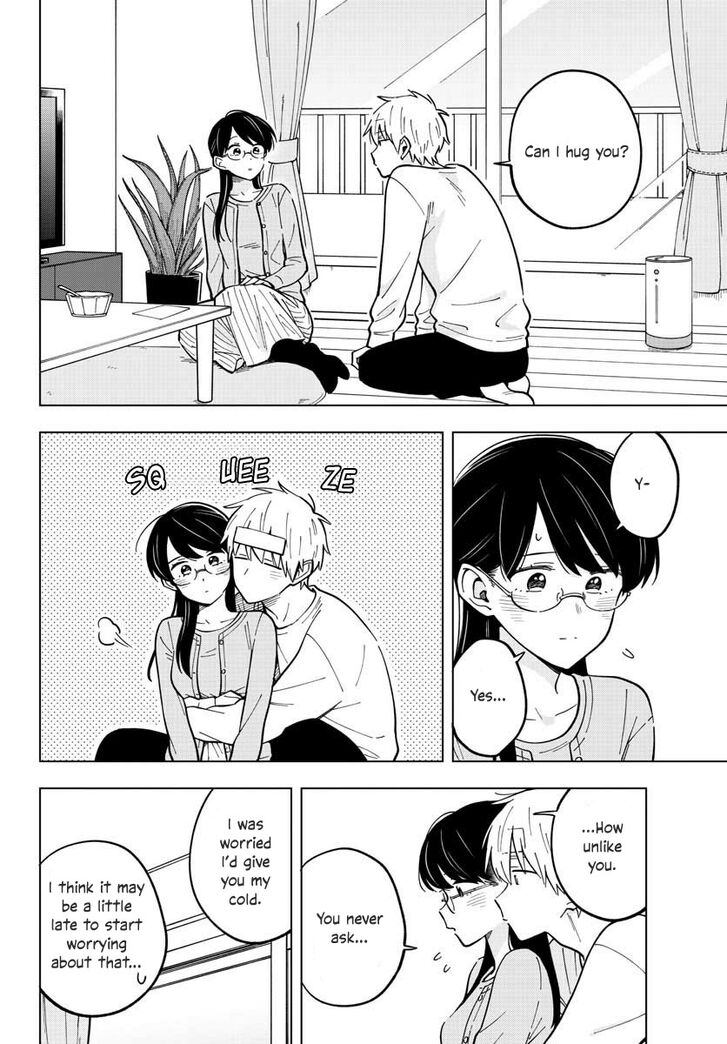 Can I hug you?
Y-
Yes...
SQ UEE ZE
...How
unlike
you.
You never
ask...
I was
worried
I'd give
you my
cold.
I think it may
be a little
late to start
worrying
about that...